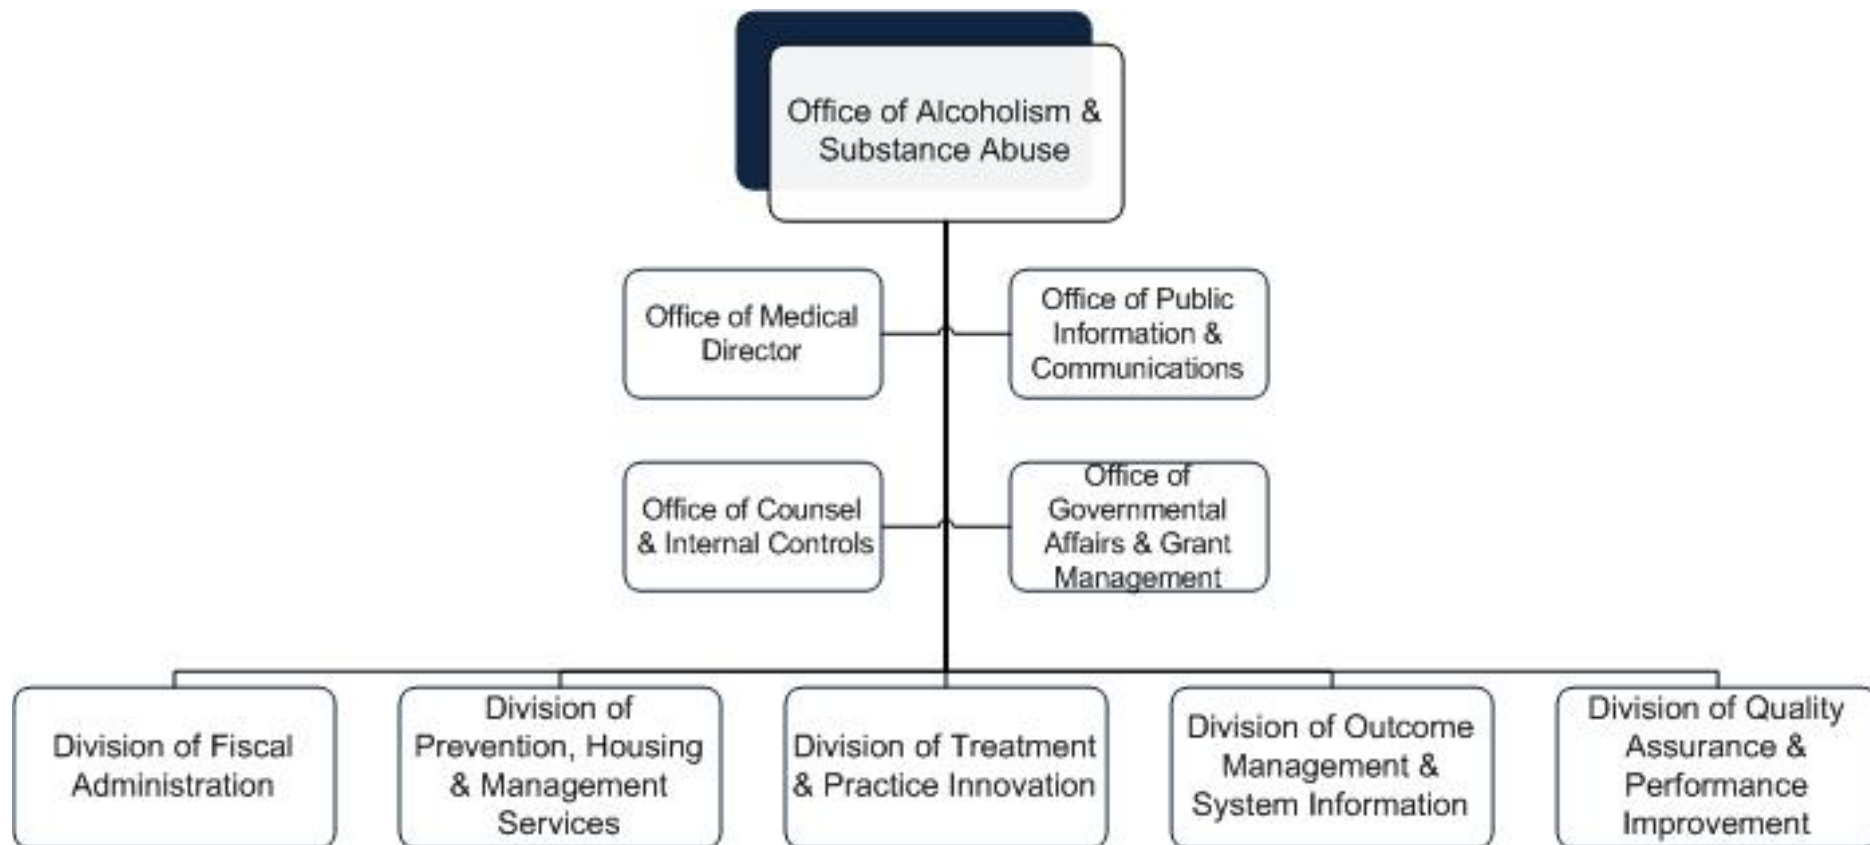 Office of Alcoholism &
Substance Abuse
Office of Medical
Director
Office of Public
Information &
Communications
Office of Counsel
& Internal Controls
Office of
Governmental
Affairs & Grant
Management
Division of Fiscal
Administration
Division of
Prevention, Housing
& Management
Services
Division of Treatment
& Practice Innovation
Division of Outcome
Management &
System Information
Division of Quality
Assurance &
Performance
Improvement